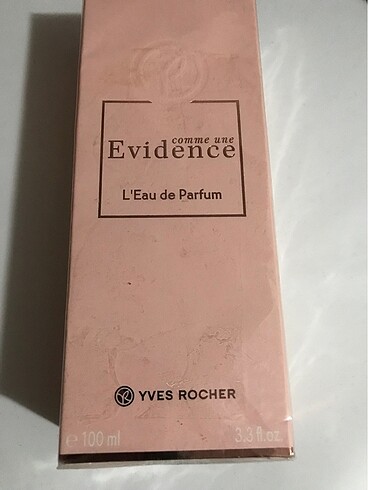 comme une
Evidence
L'Eau de Parfum
YVES ROCHER
e 100 ml 3.3 fl.oz.